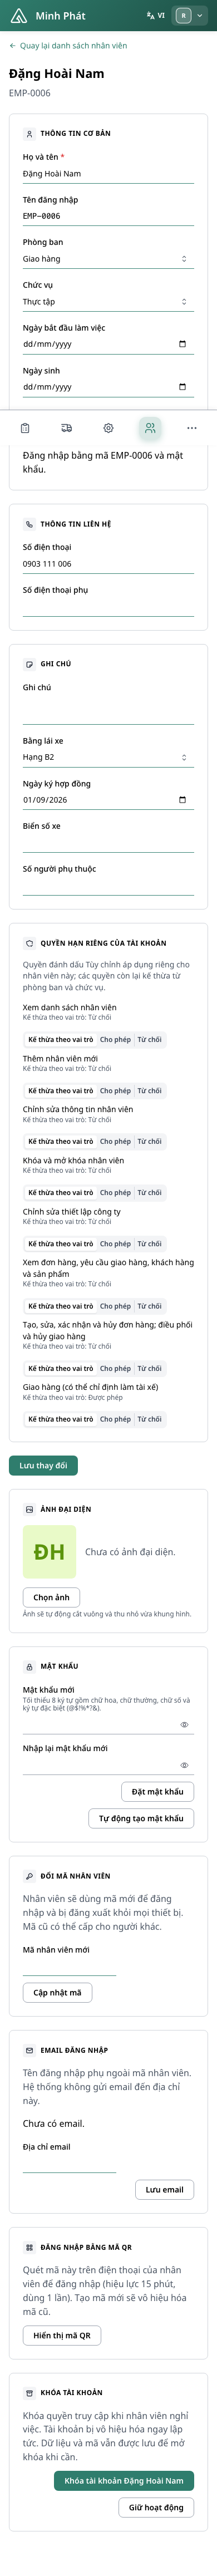 Minh Phát
VI
R
Quay lại danh sách nhân viên
Đặng Hoài Nam
EMP-0006
THÔNG TIN CƠ BẢN
Họ và tên *
Đặng Hoài Nam
Tên đăng nhập
EMP-0006
Phòng ban
Giao hàng
Chức vụ
Thực tập
Ngày bắt đầu làm việc
dd/mm/yyyy
Ngày sinh
dd/mm/yyyy
Đăng nhập bằng mã EMP-0006 và mật
khẩu.
THÔNG TIN LIÊN HỆ
Số điện thoại
0903 111 006
Số điện thoại phụ
GHI CHÚ
Ghi chú
Bằng lái xe
Hạng B2
Ngày ký hợp đồng
01/09/2026
Biển số xe
Số người phụ thuộc
QUYỀN HẠN RIÊNG CỦA TÀI KHOẢN
Quyền đánh dấu Tùy chỉnh áp dụng riêng cho
nhân viên này; các quyền còn lại kế thừa từ
phòng ban và chức vụ.
Xem danh sách nhân viên
Kế thừa theo vai trò: Từ chối
Kế thừa theo vai trò Cho phép Từ chối
Thêm nhân viên mới
Kế thừa theo vai trò: Từ chối
Kế thừa theo vai trò Cho phép Từ chối
Chỉnh sửa thông tin nhân viên
Kế thừa theo vai trò: Từ chối
Kế thừa theo vai trò Cho phép Từ chối
Khóa và mở khóa nhân viên
Kế thừa theo vai trò: Từ chối
Kế thừa theo vai trò Cho phép Từ chối
Chỉnh sửa thiết lập công ty
Kế thừa theo vai trò: Từ chối
Kế thừa theo vai trò Cho phép Từ chối
Xem đơn hàng, yêu cầu giao hàng, khách hàng
và sản phẩm
Kế thừa theo vai trò: Từ chối
Kế thừa theo vai trò Cho phép Từ chối
Tạo, sửa, xác nhận và hủy đơn hàng; điều phối
và hủy giao hàng
Kế thừa theo vai trò: Từ chối
Kế thừa theo vai trò Cho phép Từ chối
Giao hàng (có thể chỉ định làm tài xế)
Kế thừa theo vai trò: Được phép
Kế thừa theo vai trò Cho phép Từ chối
Lưu thay đổi
ẢNH ĐẠI DIỆN
ĐH
Chưa có ảnh đại diện.
Chọn ảnh
Ảnh sẽ tự động cắt vuông và thu nhỏ vừa khung hình.
MẬT KHẨU
Mật khẩu mới
Tối thiểu 8 ký tự gồm chữ hoa, chữ thường, chữ số và
ký tự đặc biệt (@$!%*?&).
Nhập lại mật khẩu mới
Đặt mật khẩu
Tự động tạo mật khẩu
ĐỔI MÃ NHÂN VIÊN
Nhân viên sẽ dùng mã mới để đăng
nhập và bị đăng xuất khỏi mọi thiết bị.
Mã cũ có thể cấp cho người khác.
Mã nhân viên mới
Cập nhật mã
EMAIL ĐĂNG NHẬP
Tên đăng nhập phụ ngoài mã nhân viên.
Hệ thống không gửi email đến địa chỉ
này.
Chưa có email.
Địa chỉ email
Lưu email
ĐĂNG NHẬP BẰNG MÃ QR
Quét mã này trên điện thoại của nhân
viên để đăng nhập (hiệu lực 15 phút,
dùng 1 lần). Tạo mã mới sẽ vô hiệu hóa
mã cũ.
Hiển thị mã QR
KHÓA TÀI KHOẢN
Khóa quyền truy cập khi nhân viên nghỉ
việc. Tài khoản bị vô hiệu hóa ngay lập
tức. Dữ liệu và mã vẫn được lưu để mở
khóa khi cần.
Khóa tài khoản Đặng Hoài Nam
Giữ hoạt động